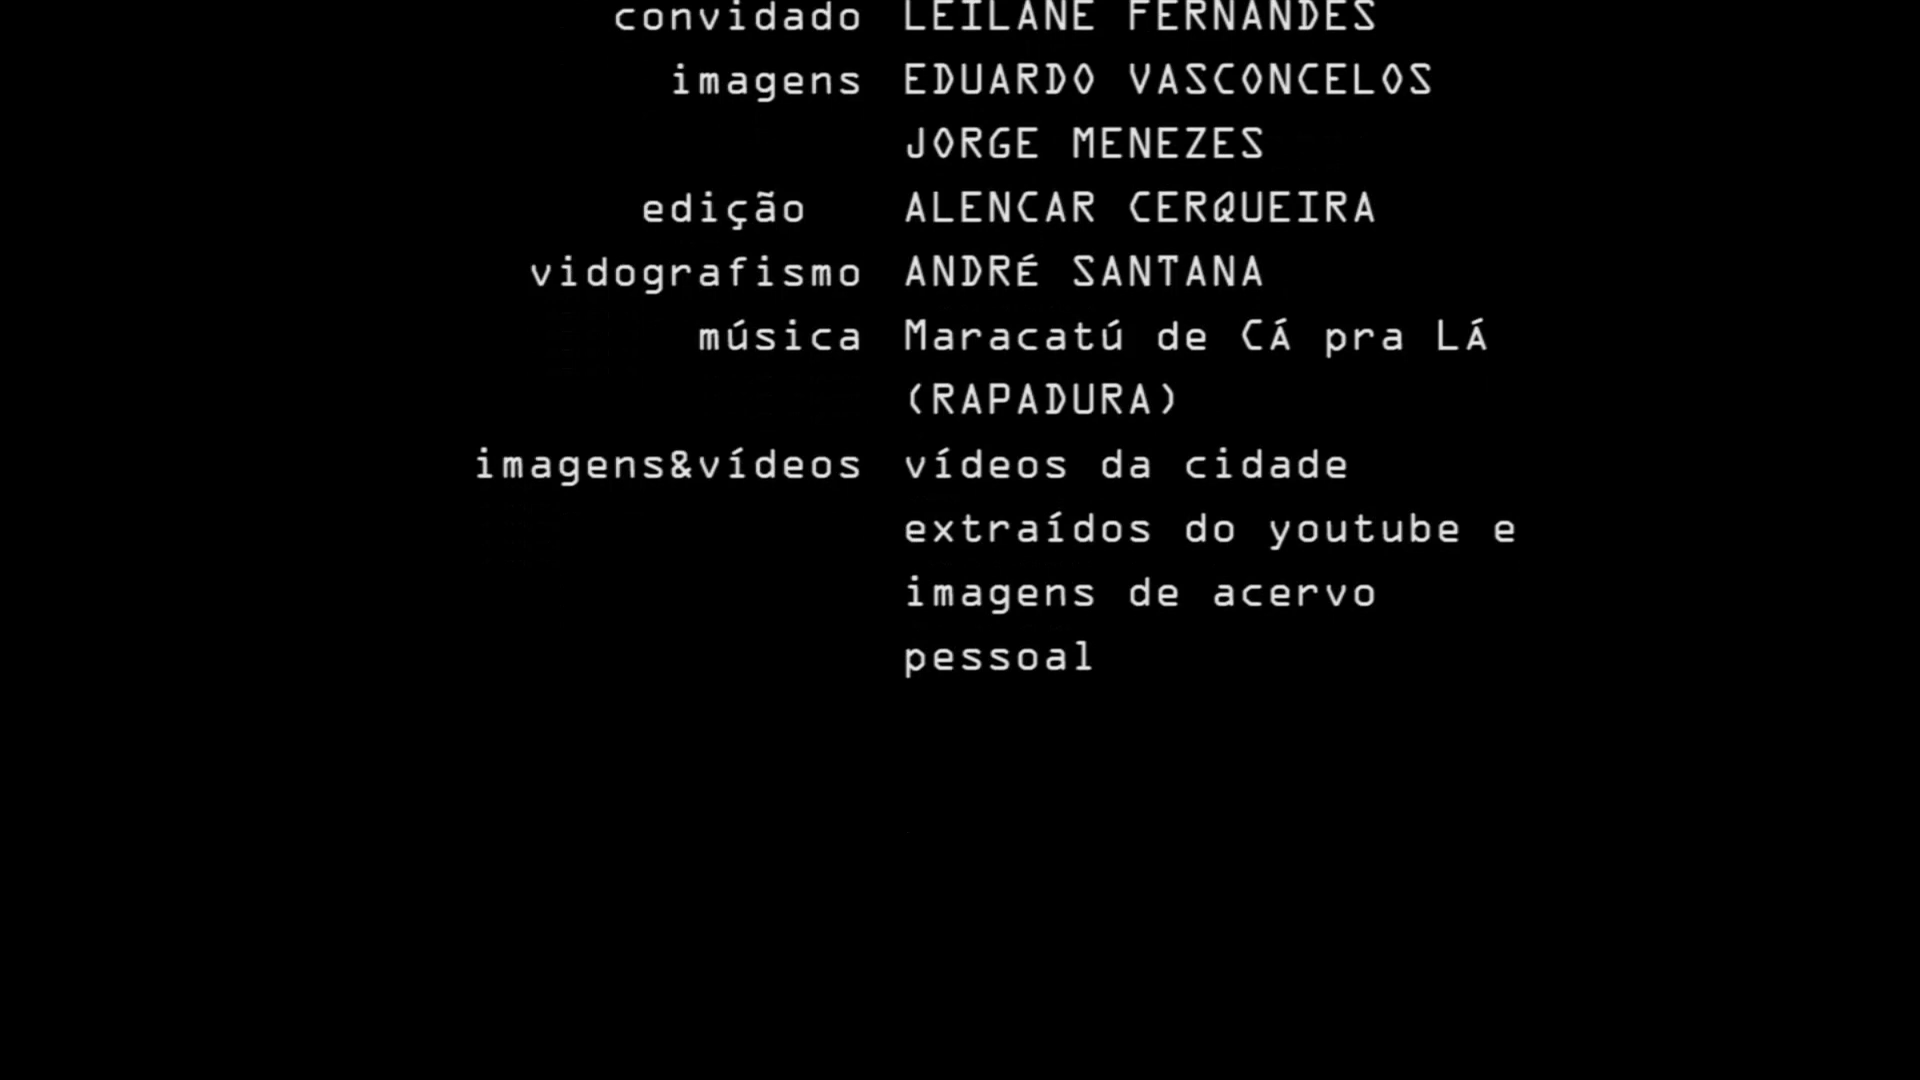 convidado LEILANE FERNANDES
imagens EDUARDO VASCONCELOS
JORGE MENEZES
edição ALENCAR CERQUEIRA
vidografismo ANDRÉ SANTANA
música Maracatú de CÁ pra LÁ
(RAPADURA)
imagens&vídeos vídeos da cidade
extraídos do youtube e
imagens de acervo
pessoal